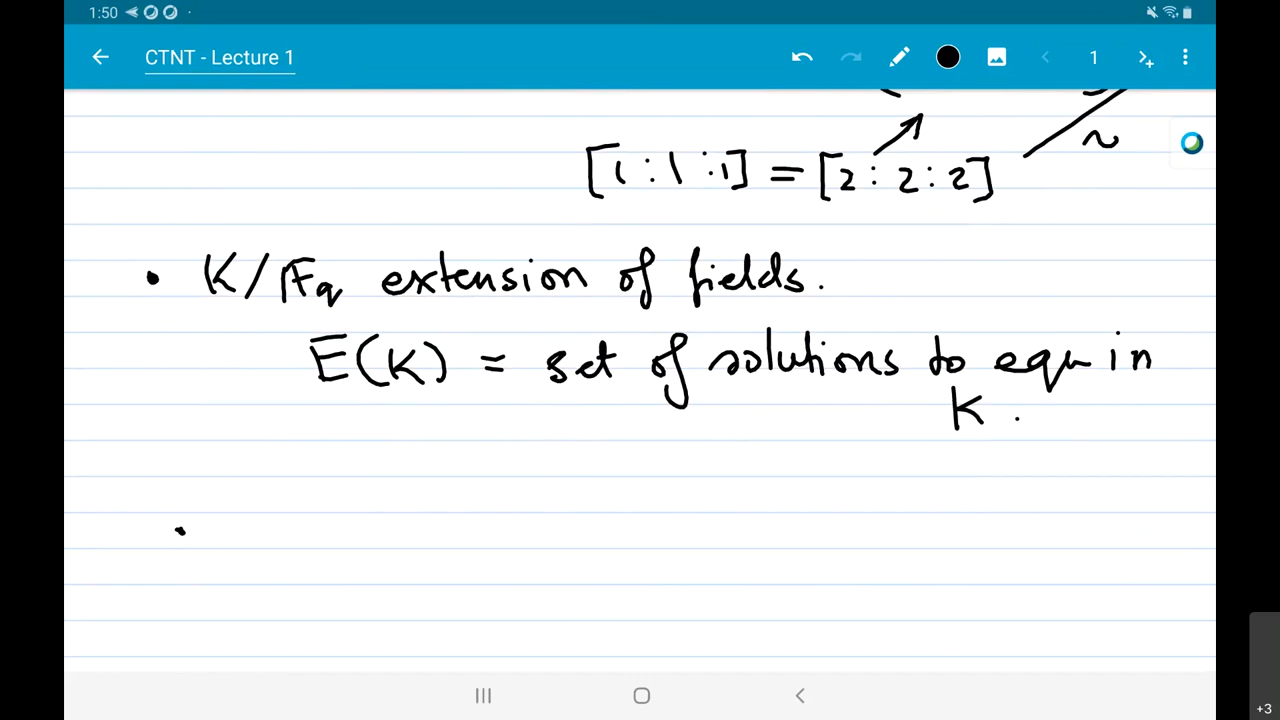 1:50
CTNT - Lecture 1
1
[1 : 1 : 1] = [2 : 2 : 2]
~
• K/𝔽q extension of fields.
E(K) = set of solutions to eqn in
K.
•
+3